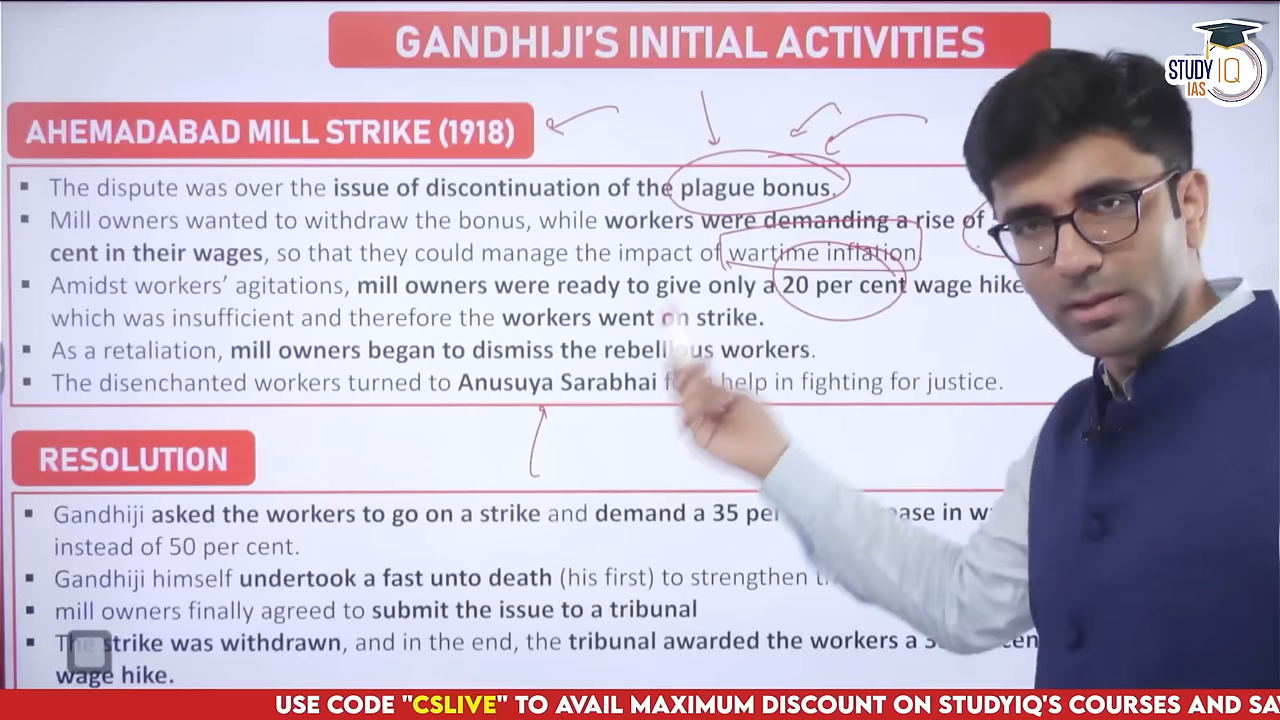 GANDHIJI'S INITIAL ACTIVITIES
STUDY IQ
IAS
AHEMADABAD MILL STRIKE (1918)
▪ The dispute was over the issue of discontinuation of the plague bonus.
▪ Mill owners wanted to withdraw the bonus, while workers were demanding a rise of
cent in their wages, so that they could manage the impact of wartime inflation.
▪ Amidst workers' agitations, mill owners were ready to give only a 20 per cent wage hike
which was insufficient and therefore the workers went on strike.
▪ As a retaliation, mill owners began to dismiss the rebellious workers.
▪ The disenchanted workers turned to Anusuya Sarabhai help in fighting for justice.
RESOLUTION
▪ Gandhiji asked the workers to go on a strike and demand a 35 in
instead of 50 per cent.
▪ Gandhiji himself undertook a fast unto death (his first) to strengthen
▪ mill owners finally agreed to submit the issue to a tribunal
▪ The strike was withdrawn, and in the end, the tribunal awarded the workers a
wage hike.
USE CODE "CSLIVE" TO AVAIL MAXIMUM DISCOUNT ON STUDYIQ'S COURSES AND